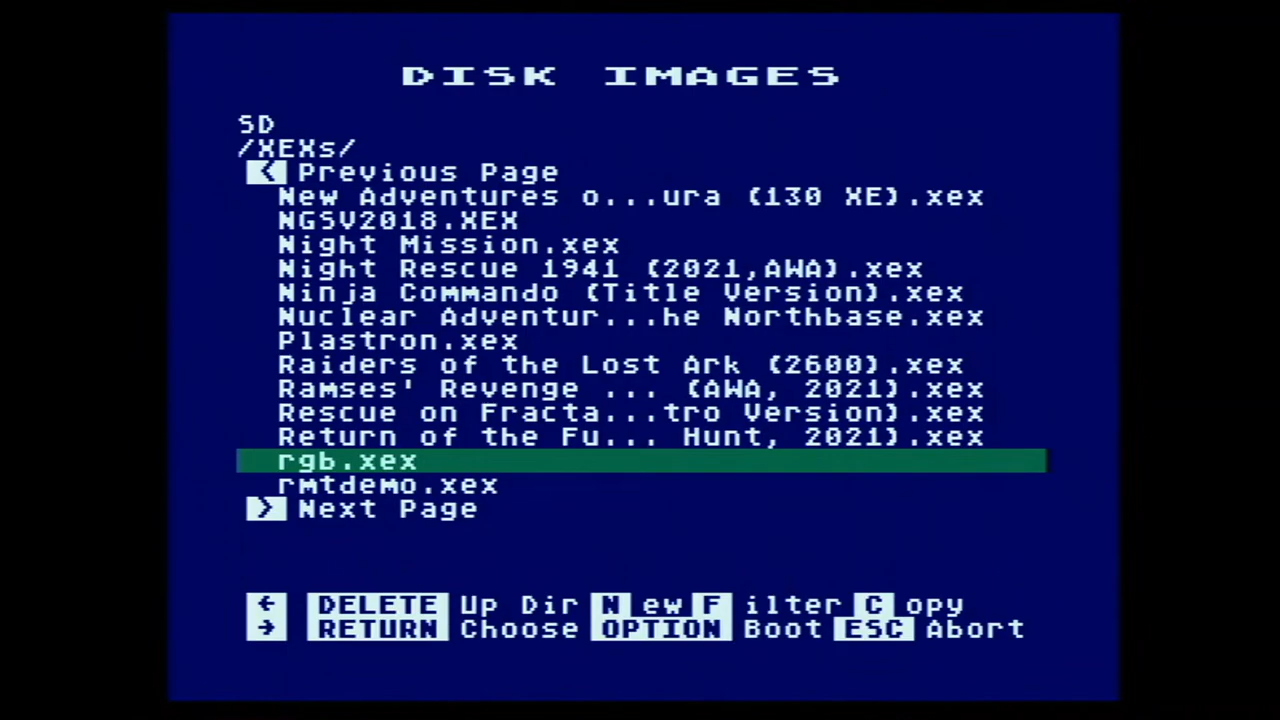 DISK IMAGES
SD
/XEXs/
< Previous Page
New Adventures o...ura (130 XE).xex
NGSV2018.XEX
Night Mission.xex
Night Rescue 1941 (2021,AWA).xex
Ninja Commando (Title Version).xex
Nuclear Adventur...he Northbase.xex
Plastron.xex
Raiders of the Lost Ark (2600).xex
Ramses' Revenge ... (AWA, 2021).xex
Rescue on Fracta...tro Version).xex
Return of the Fu... Hunt, 2021).xex
rgb.xex
rmtdemo.xex
> Next Page
← DELETE Up Dir New Filter Copy
→ RETURN Choose OPTION Boot ESC Abort